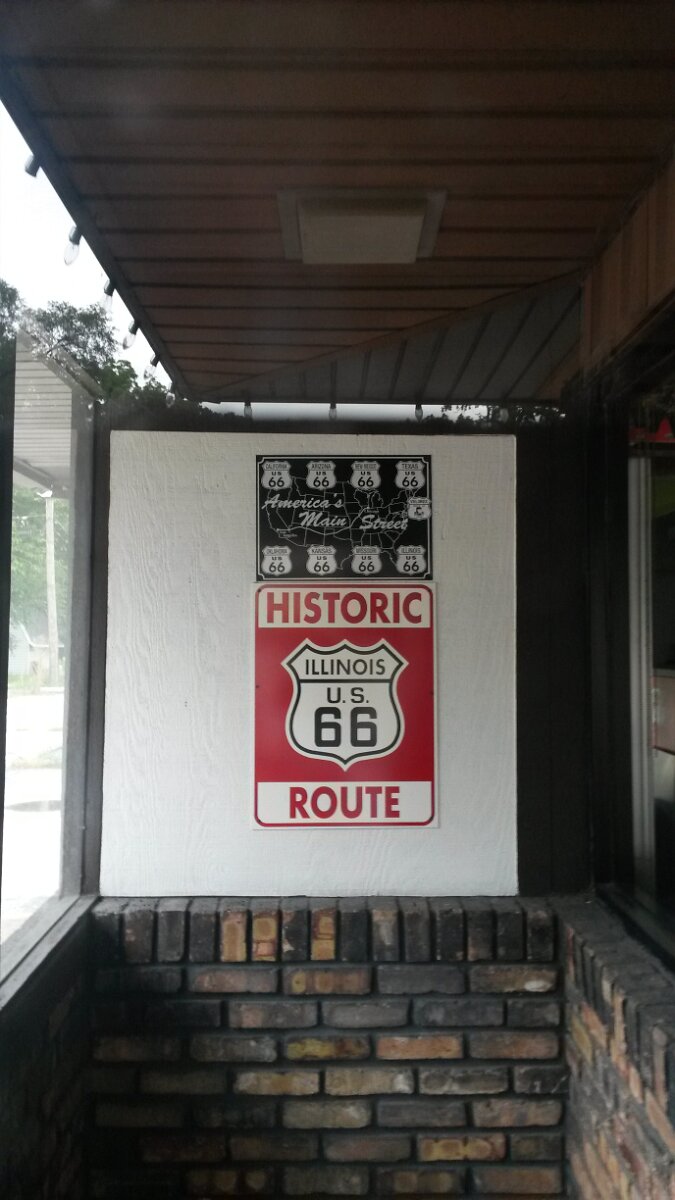 CALIFORNIA ARIZONA NEW MEXICO TEXAS
US 66 US 66 US 66 US 66
America's
Main Street
OKLAHOMA KANSAS MISSOURI ILLINOIS
US 66 US 66 US 66 US 66
HISTORIC
ILLINOIS
U.S.
66
ROUTE